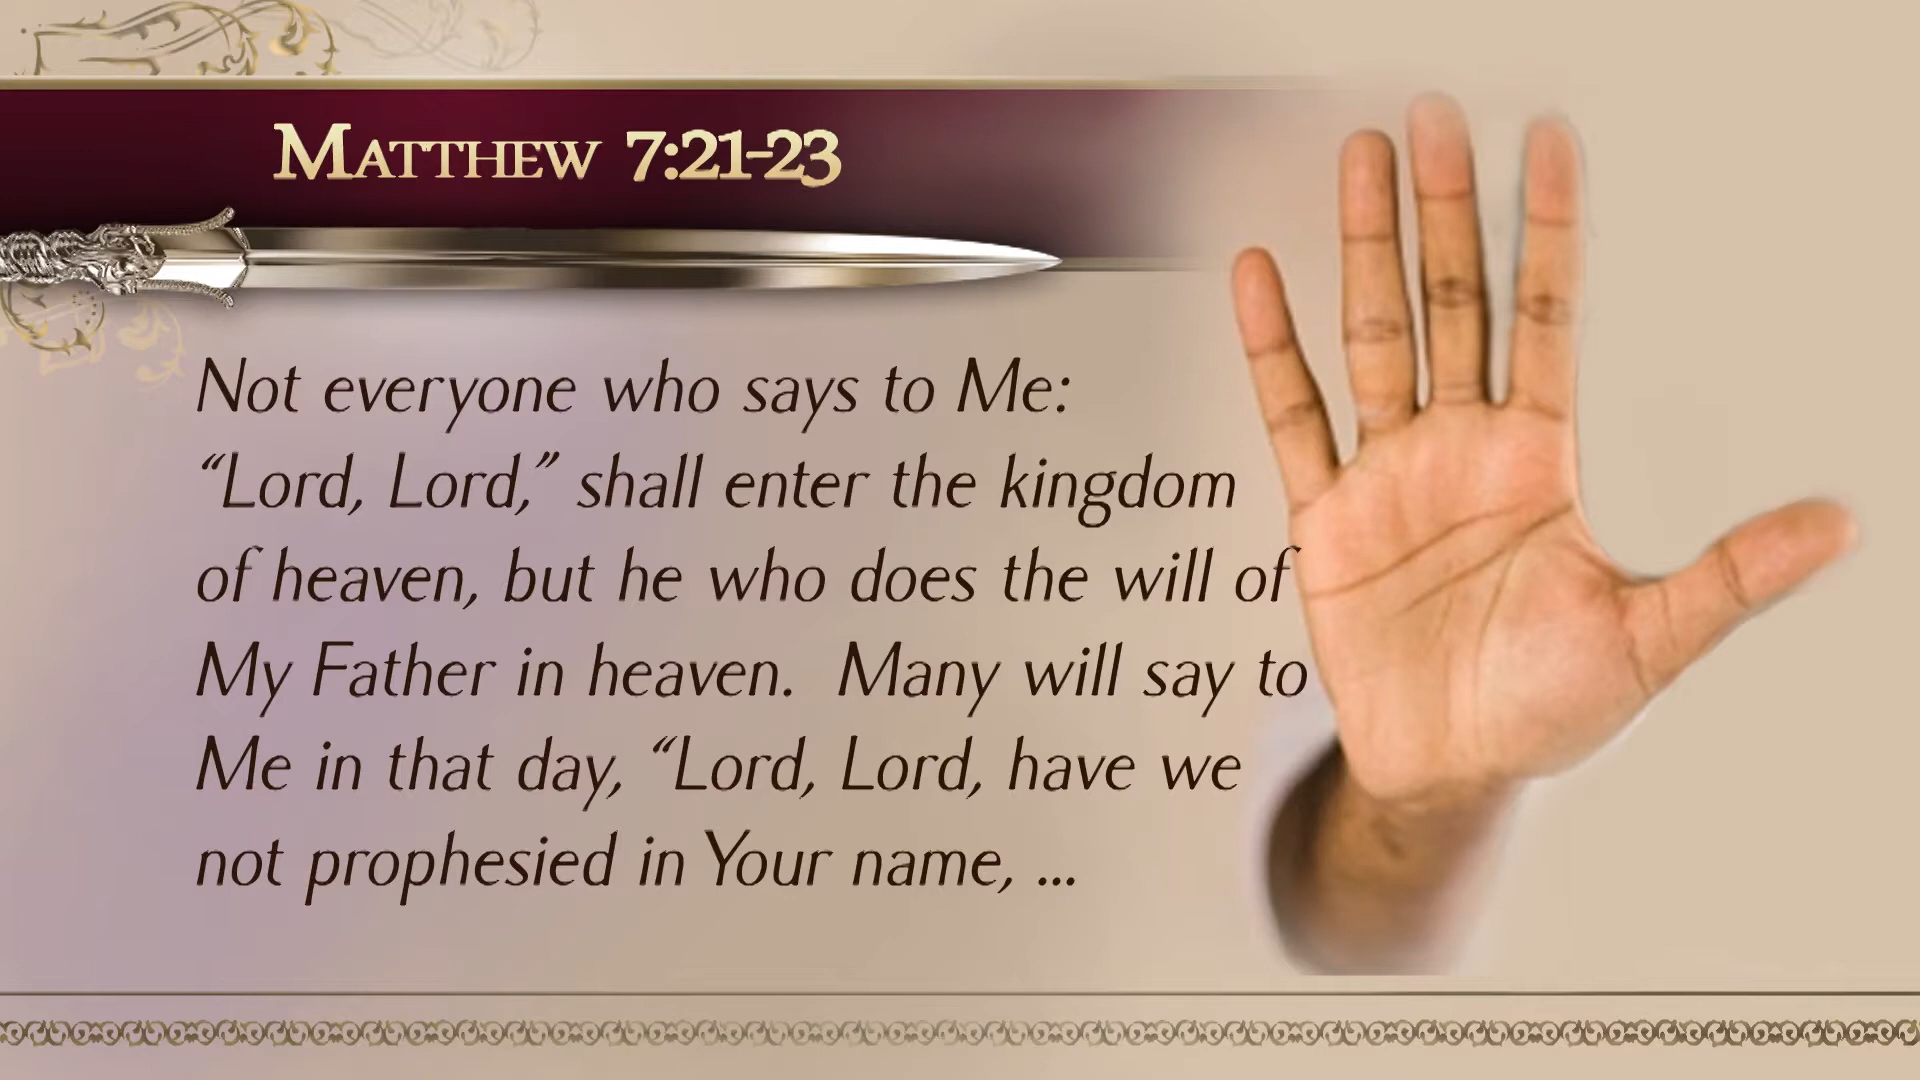 Matthew 7:21-23
Not everyone who says to Me:
“Lord, Lord,” shall enter the kingdom
of heaven, but he who does the will of
My Father in heaven.  Many will say to
Me in that day, “Lord, Lord, have we
not prophesied in Your name, ...